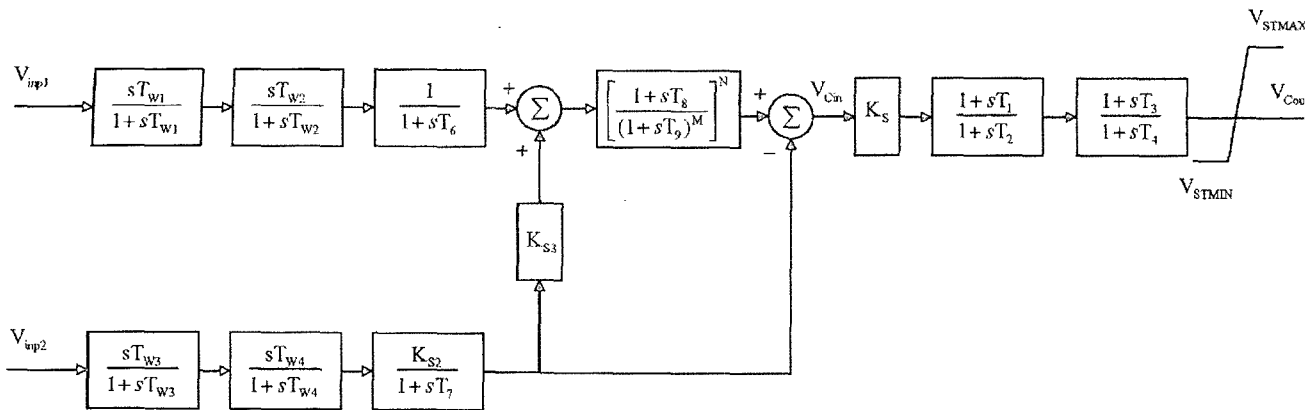 V_inp1
sT_W1
1 + sT_W1
sT_W2
1 + sT_W2
1
1 + sT_6
+
Σ
+
[ 1 + sT_8 ]^N
(1 + sT_9)^M
+
Σ
−
V_Cin
K_S
1 + sT_1
1 + sT_2
1 + sT_3
1 + sT_4
V_STMAX
V_Cou
V_STMIN
K_S3
V_inp2
sT_W3
1 + sT_W3
sT_W4
1 + sT_W4
K_S2
1 + sT_7